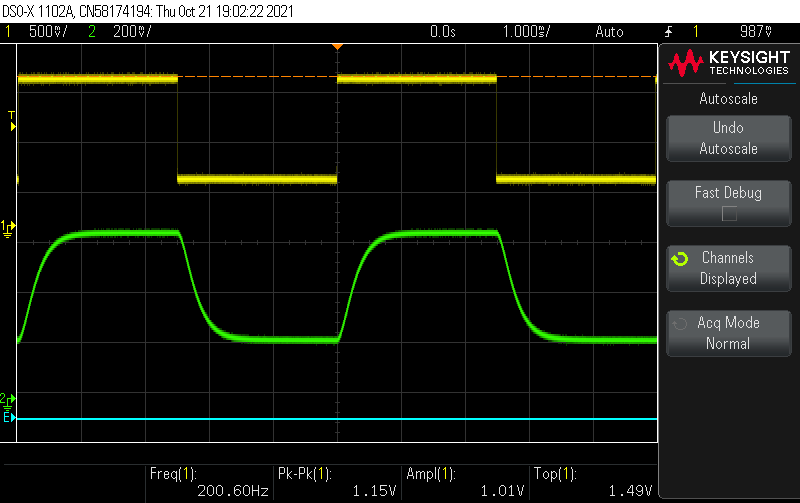 DSO-X 1102A, CN58174194: Thu Oct 21 19:02:22 2021
1 500mV/ 2 200mV/ 0.0s 1.000ms/ Auto 1 987mV
KEYSIGHT
TECHNOLOGIES
Autoscale
Undo
Autoscale
Fast Debug
Channels
Displayed
Acq Mode
Normal
T
1
2
E
Freq(1): Pk-Pk(1): Ampl(1): Top(1):
200.60Hz 1.15V 1.01V 1.49V